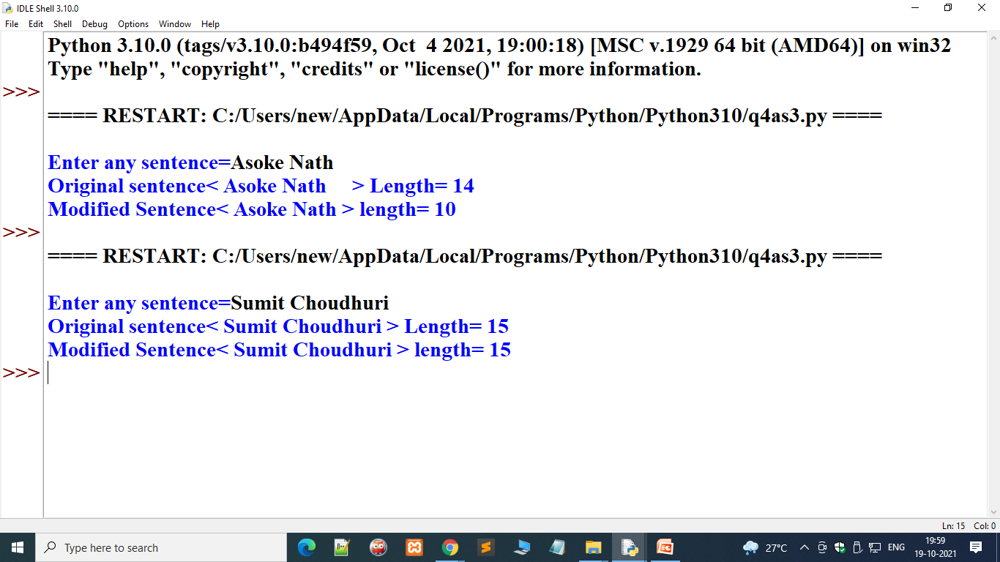 IDLE Shell 3.10.0
File Edit Shell Debug Options Window Help
Python 3.10.0 (tags/v3.10.0:b494f59, Oct  4 2021, 19:00:18) [MSC v.1929 64 bit (AMD64)] on win32
Type "help", "copyright", "credits" or "license()" for more information.
>>>
==== RESTART: C:/Users/new/AppData/Local/Programs/Python/Python310/q4as3.py ====
Enter any sentence=Asoke Nath
Original sentence< Asoke Nath     > Length= 14
Modified Sentence< Asoke Nath > length= 10
>>>
==== RESTART: C:/Users/new/AppData/Local/Programs/Python/Python310/q4as3.py ====
Enter any sentence=Sumit Choudhuri
Original sentence< Sumit Choudhuri > Length= 15
Modified Sentence< Sumit Choudhuri > length= 15
>>>
Ln: 15 Col: 0
Type here to search
27°C
ENG
19:59
19-10-2021